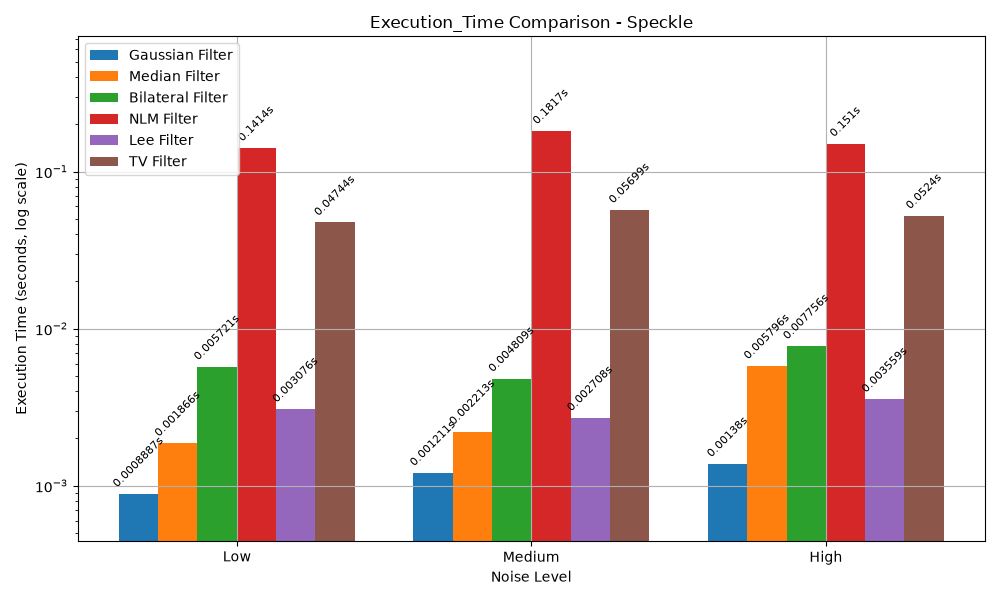 Execution_Time Comparison - Speckle
Gaussian Filter
Median Filter
Bilateral Filter
NLM Filter
Lee Filter
TV Filter
Execution Time (seconds, log scale)
10⁻¹
10⁻²
10⁻³
0.0008887s
0.001866s
0.005721s
0.1414s
0.003076s
0.04744s
0.001211s
0.002213s
0.004809s
0.1817s
0.002708s
0.05699s
0.00138s
0.005796s
0.007756s
0.151s
0.003559s
0.0524s
Low
Medium
High
Noise Level